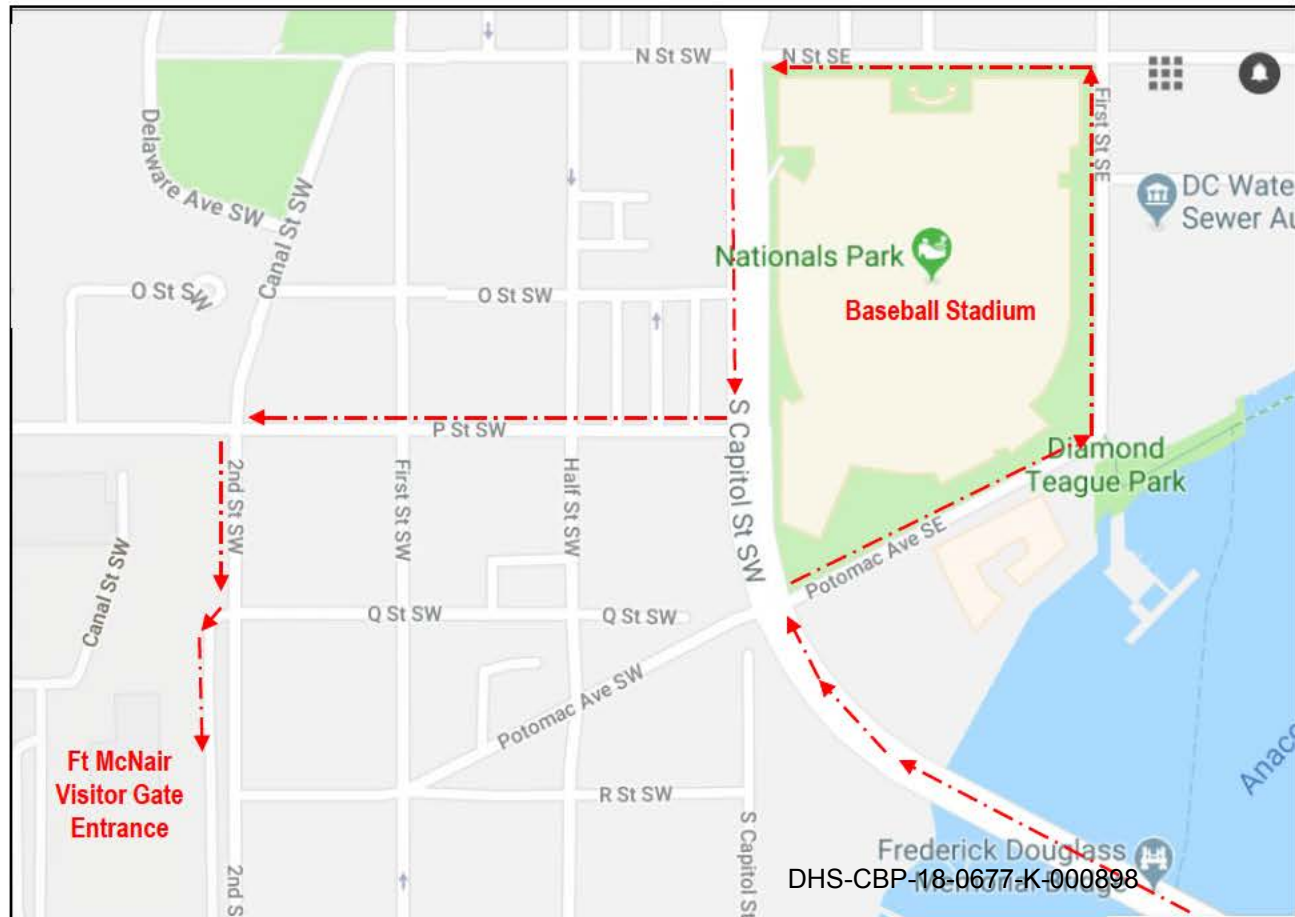 N St SW
N St SE
First St SE
Delaware Ave SW
Canal St SW
DC Wate
Sewer Au
Nationals Park
Baseball Stadium
O St SW
O St SW
P St SW
S Capitol St SW
Diamond
Teague Park
2nd St SW
First St SW
Half St SW
Canal St SW
Potomac Ave SE
Q St SW
Q St SW
Potomac Ave SW
Ft McNair
Visitor Gate
Entrance
R St SW
Anaco
2nd S
S Capitol St
Frederick Douglass
Memorial Bridge
DHS-CBP-18-0677-K-000898